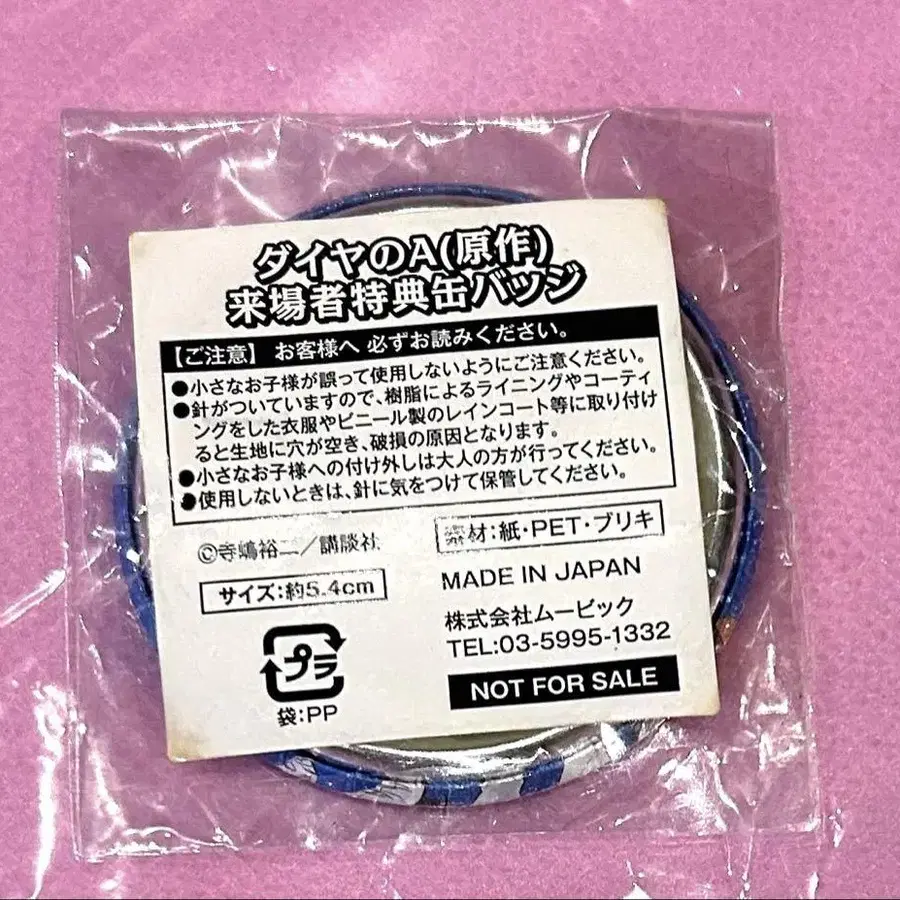 ダイヤのA(原作)
来場者特典缶バッジ
【ご注意】 お客様へ 必ずお読みください。
●小さなお子様が誤って使用しないようにご注意ください。
●針がついていますので、樹脂によるライニングやコーティ
ングをした衣服やビニール製のレインコート等に取り付け
ると生地に穴が空き、破損の原因となります。
●小さなお子様への付け外しは大人の方が行ってください。
●使用しないときは、針に気をつけて保管してください。
©寺嶋裕二/講談社
素材:紙・PET・ブリキ
サイズ:約5.4cm
MADE IN JAPAN
株式会社ムービック
TEL:03-5995-1332
プラ
袋:PP
NOT FOR SALE